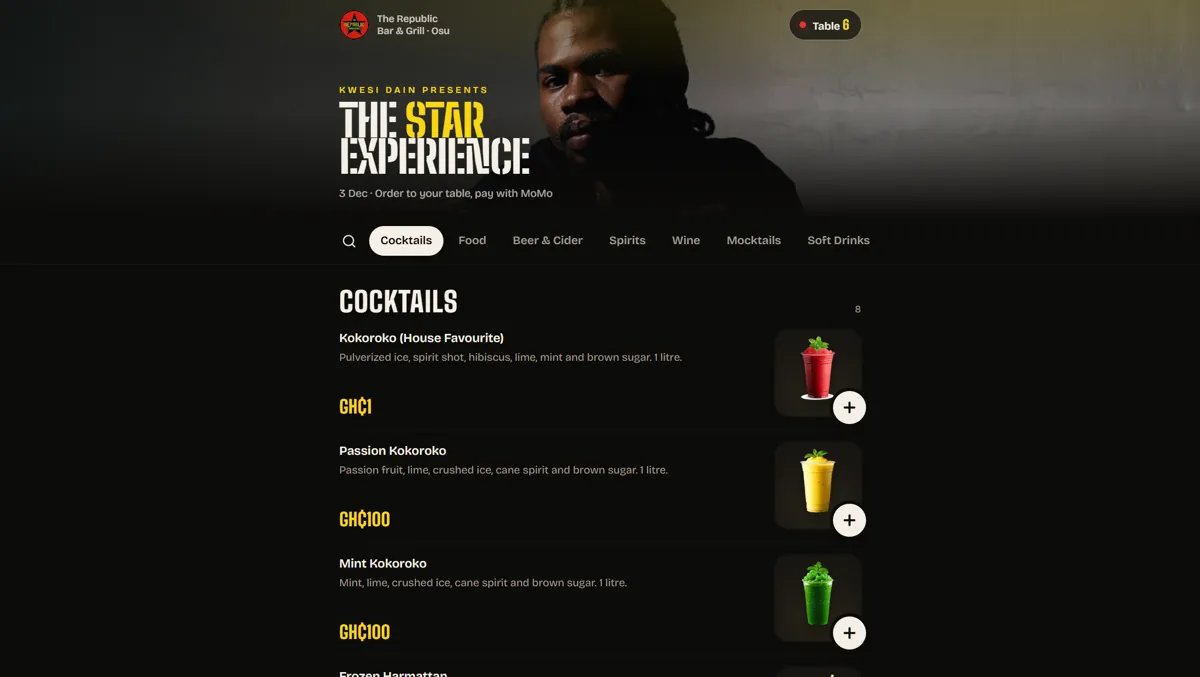 The Republic
Bar & Grill · Osu
Table 6
KWESI DAIN PRESENTS
THE STAR
EXPERIENCE
3 Dec · Order to your table, pay with MoMo
Cocktails
Food
Beer & Cider
Spirits
Wine
Mocktails
Soft Drinks
COCKTAILS
8
Kokoroko (House Favourite)
Pulverized ice, spirit shot, hibiscus, lime, mint and brown sugar. 1 litre.
GH₵1
Passion Kokoroko
Passion fruit, lime, crushed ice, cane spirit and brown sugar. 1 litre.
GH₵100
Mint Kokoroko
Mint, lime, crushed ice, cane spirit and brown sugar. 1 litre.
GH₵100
Frozen Harmattan